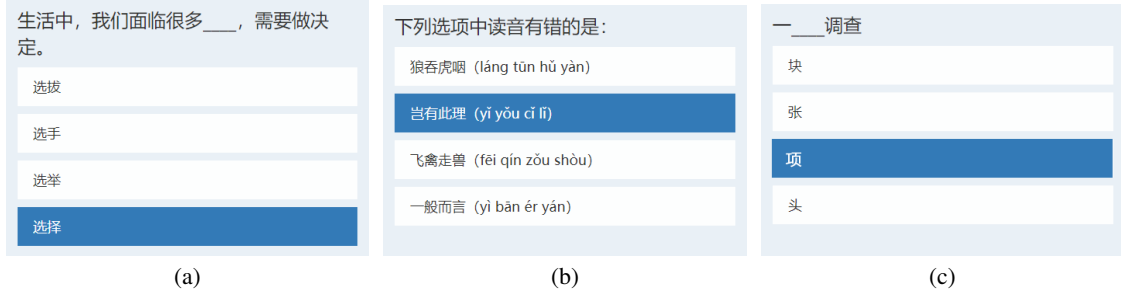 生活中，我们面临很多____，需要做决
定。
选拔
选手
选举
选择
(a)
下列选项中读音有错的是：
狼吞虎咽（láng tūn hǔ yàn）
岂有此理（yǐ yǒu cǐ lǐ）
飞禽走兽（fēi qín zǒu shòu）
一般而言（yì bān ér yán）
(b)
一____调查
块
张
项
头
(c)